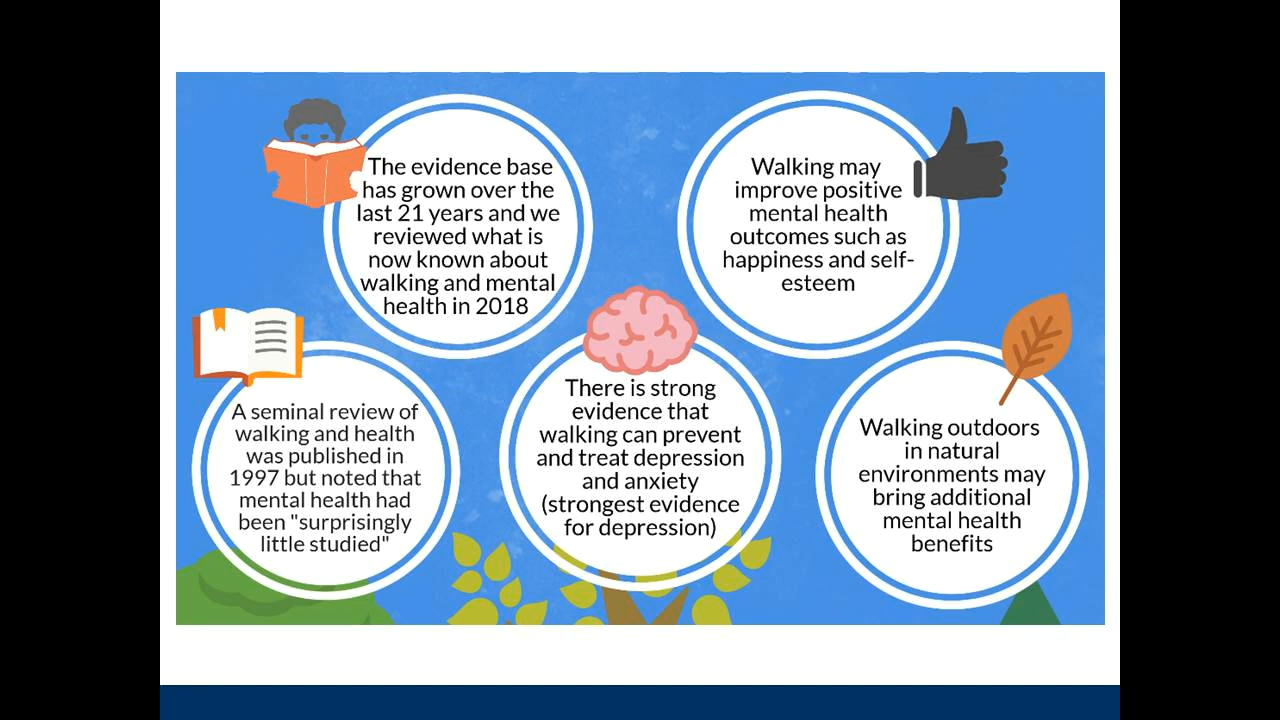 The evidence base
has grown over the
last 21 years and we
reviewed what is
now known about
walking and mental
health in 2018
Walking may
improve positive
mental health
outcomes such as
happiness and self-
esteem
A seminal review of
walking and health
was published in
1997 but noted that
mental health had
been "surprisingly
little studied"
There is strong
evidence that
walking can prevent
and treat depression
and anxiety
(strongest evidence
for depression)
Walking outdoors
in natural
environments may
bring additional
mental health
benefits